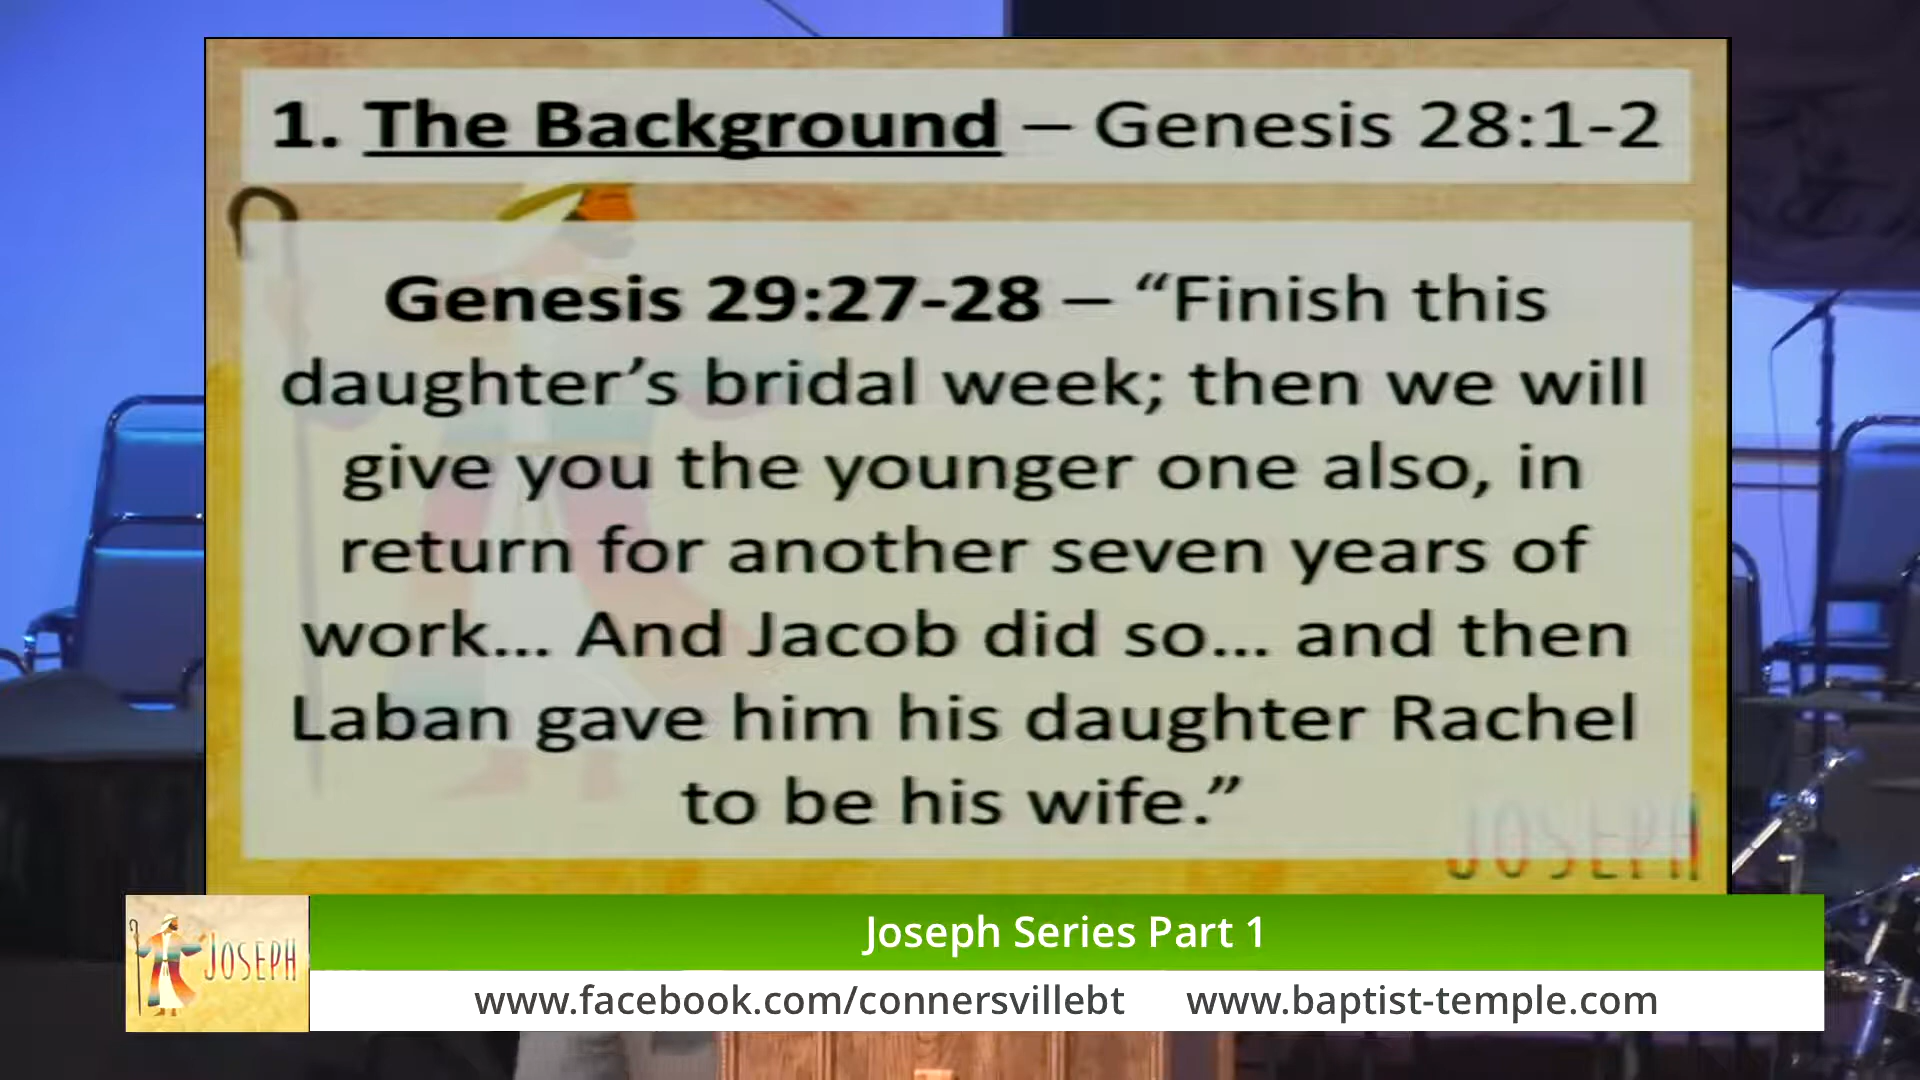 1. The Background – Genesis 28:1-2
Genesis 29:27-28 – “Finish this
daughter’s bridal week; then we will
give you the younger one also, in
return for another seven years of
work... And Jacob did so... and then
Laban gave him his daughter Rachel
to be his wife.”
JOSEPH
JOSEPH
Joseph Series Part 1
www.facebook.com/connersvillebt www.baptist-temple.com